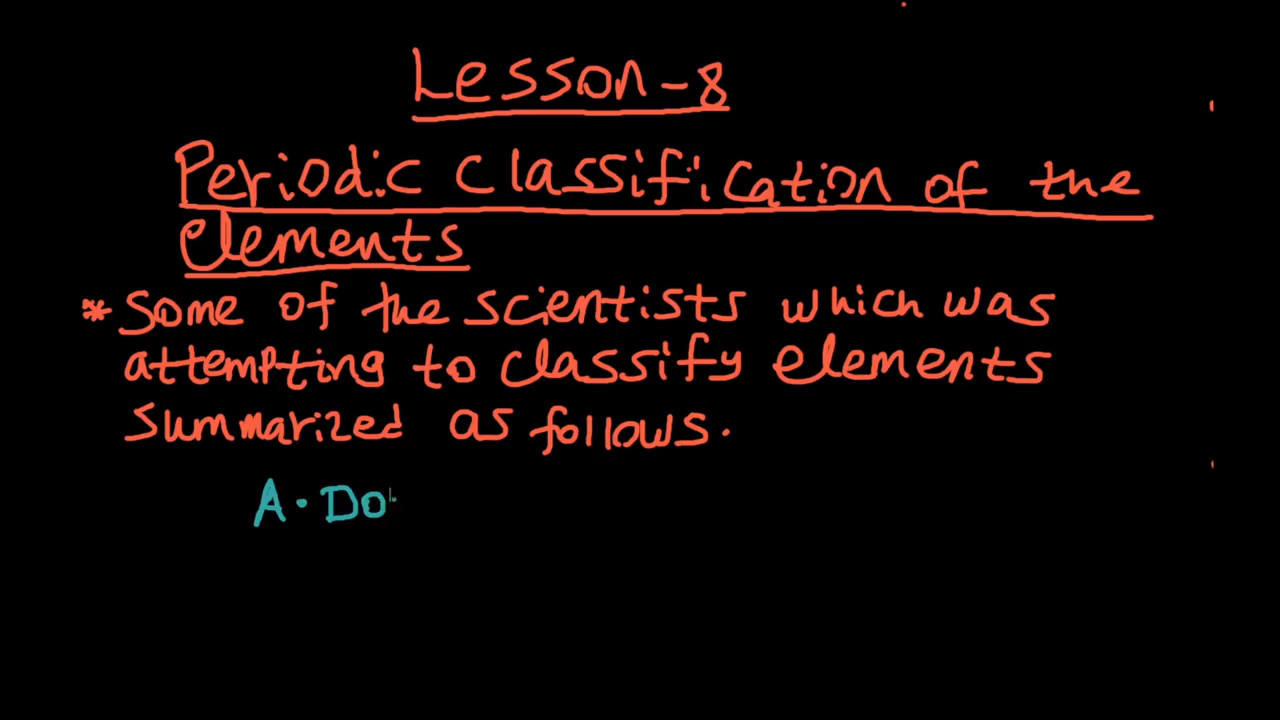 Lesson-8
Periodic classification of the
elements
* Some of the scientists which was
attempting to classify elements
summarized as follows.
A. Do